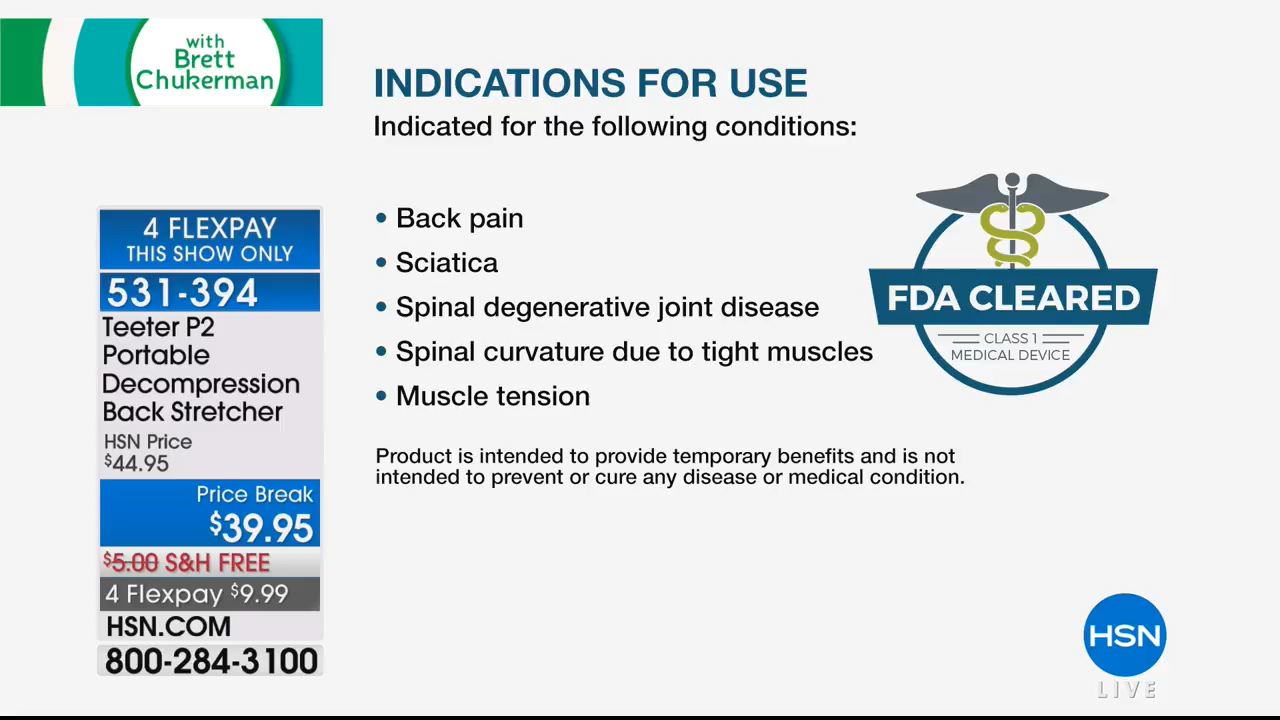 with
Brett
Chukerman
INDICATIONS FOR USE
Indicated for the following conditions:
• Back pain
• Sciatica
• Spinal degenerative joint disease
• Spinal curvature due to tight muscles
• Muscle tension
Product is intended to provide temporary benefits and is not
intended to prevent or cure any disease or medical condition.
FDA CLEARED
CLASS 1
MEDICAL DEVICE
4 FLEXPAY
THIS SHOW ONLY
531-394
Teeter P2
Portable
Decompression
Back Stretcher
HSN Price
$44.95
Price Break
$39.95
$5.00 S&H FREE
4 Flexpay $9.99
HSN.COM
800-284-3100
HSN
LIVE